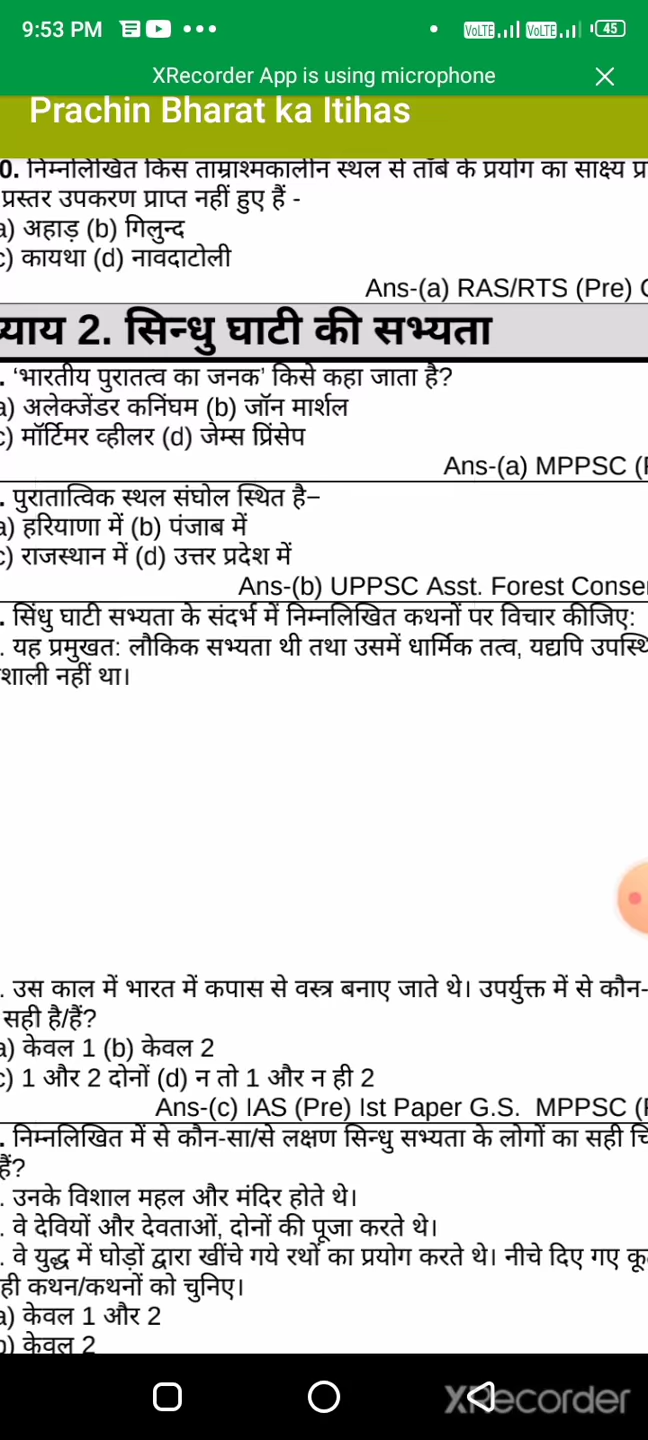 9:53 PM
VoLTE VoLTE 45
XRecorder App is using microphone
Prachin Bharat ka Itihas
0. निम्नलिखित किस ताम्राश्मकालीन स्थल से ताँबे के प्रयोग का साक्ष्य प्र
प्रस्तर उपकरण प्राप्त नहीं हुए हैं -
a) अहाड़ (b) गिलुन्द
c) कायथा (d) नावदाटोली
Ans-(a) RAS/RTS (Pre)
याय 2. सिन्धु घाटी की सभ्यता
. ‘भारतीय पुरातत्व का जनक’ किसे कहा जाता है?
a) अलेक्जेंडर कनिंघम (b) जॉन मार्शल
c) मॉर्टिमर व्हीलर (d) जेम्स प्रिंसेप
Ans-(a) MPPSC (
. पुरातात्विक स्थल संघोल स्थित है–
a) हरियाणा में (b) पंजाब में
c) राजस्थान में (d) उत्तर प्रदेश में
Ans-(b) UPPSC Asst. Forest Conse
. सिंधु घाटी सभ्यता के संदर्भ में निम्नलिखित कथनों पर विचार कीजिए:
. यह प्रमुखत: लौकिक सभ्यता थी तथा उसमें धार्मिक तत्व, यद्यपि उपस्थि
शाली नहीं था।
. उस काल में भारत में कपास से वस्त्र बनाए जाते थे। उपर्युक्त में से कौन-
सही है/हैं?
a) केवल 1 (b) केवल 2
c) 1 और 2 दोनों (d) न तो 1 और न ही 2
Ans-(c) IAS (Pre) Ist Paper G.S. MPPSC (
. निम्नलिखित में से कौन-सा/से लक्षण सिन्धु सभ्यता के लोगों का सही चि
हैं?
. उनके विशाल महल और मंदिर होते थे।
. वे देवियों और देवताओं, दोनों की पूजा करते थे।
. वे युद्ध में घोड़ों द्वारा खींचे गये रथों का प्रयोग करते थे। नीचे दिए गए कू
ही कथन/कथनों को चुनिए।
a) केवल 1 और 2
b) केवल 2
XRecorder